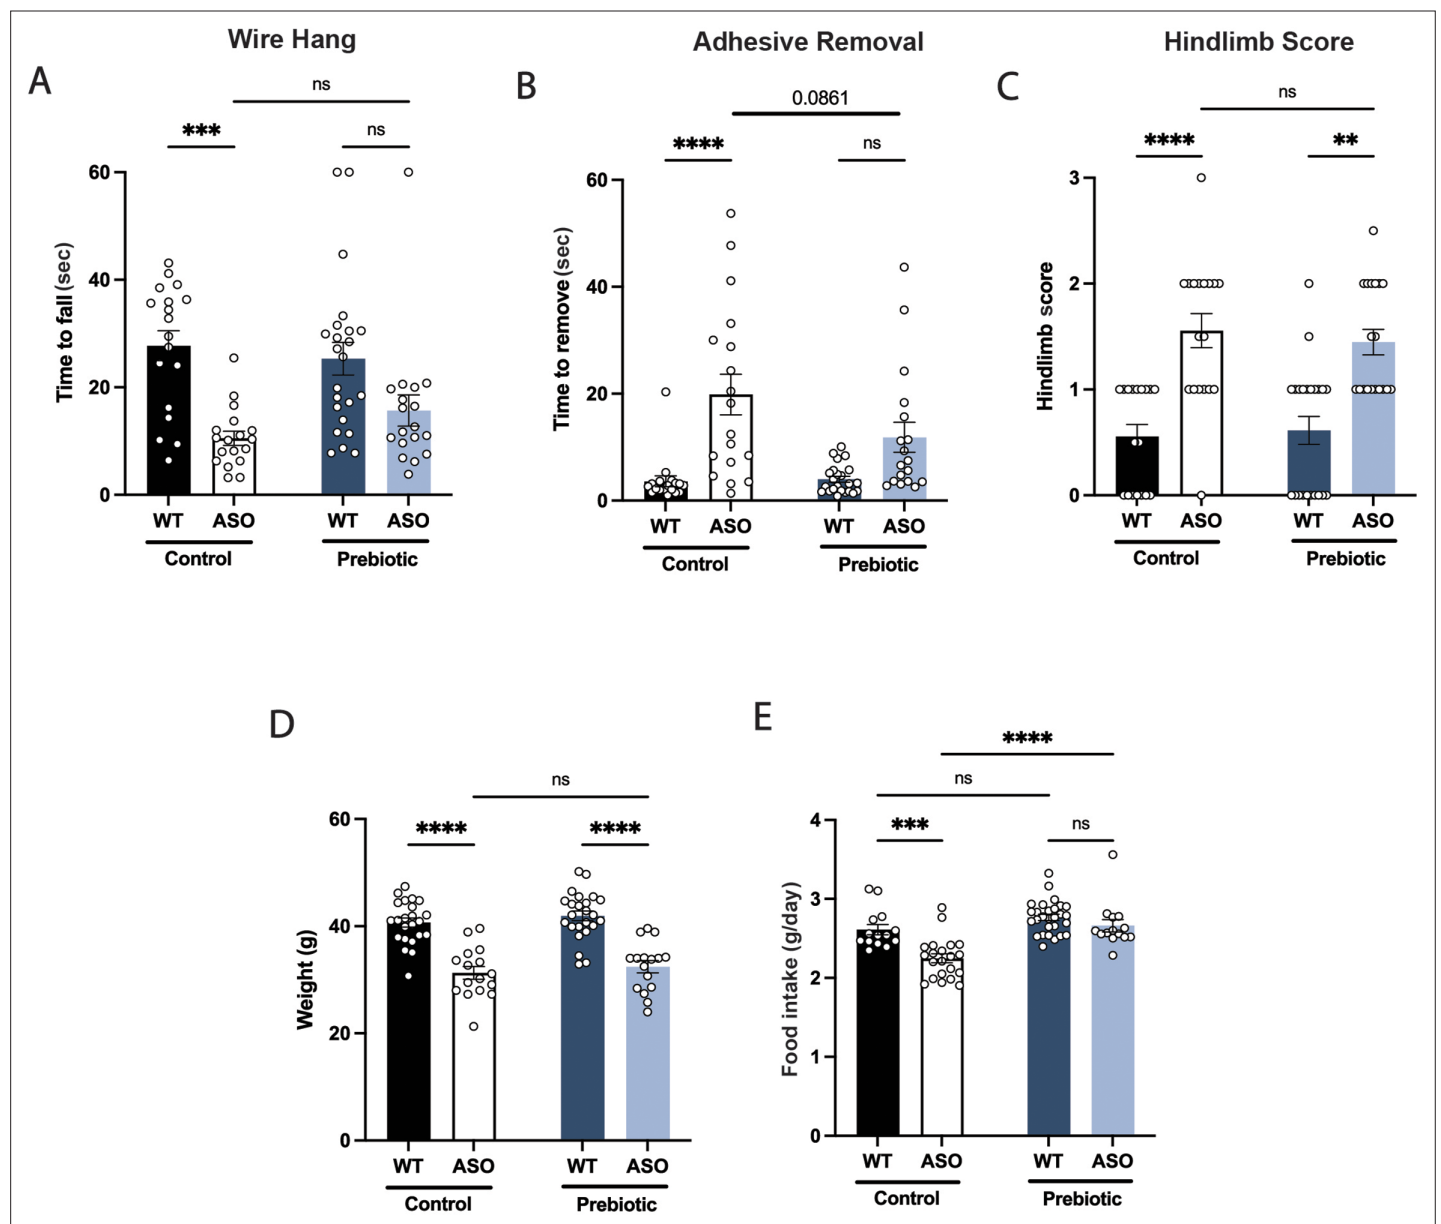 Wire Hang
Adhesive Removal
Hindlimb Score
A
B
C
ns
0.0861
ns
***
ns
****
ns
****
**
60
40
20
0
Time to fall (sec)
WT
ASO
WT
ASO
Control
Prebiotic
60
40
20
0
Time to remove (sec)
WT
ASO
WT
ASO
Control
Prebiotic
3
2
1
0
Hindlimb score
WT
ASO
WT
ASO
Control
Prebiotic
D
E
ns
****
****
60
40
20
0
Weight (g)
WT
ASO
WT
ASO
Control
Prebiotic
****
ns
***
ns
4
3
2
1
0
Food intake (g/day)
WT
ASO
WT
ASO
Control
Prebiotic